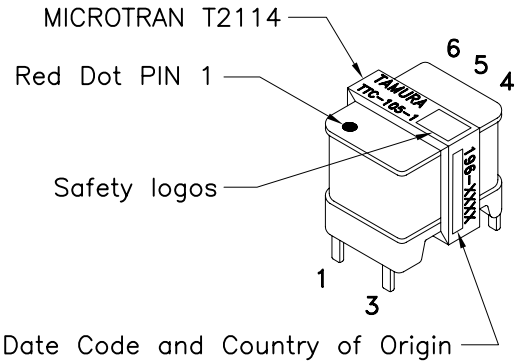 MICROTRAN T2114
Red Dot PIN 1
Safety logos
Date Code and Country of Origin
TAMURA
TTC-105-1
196-XXXX
6
5
4
1
3